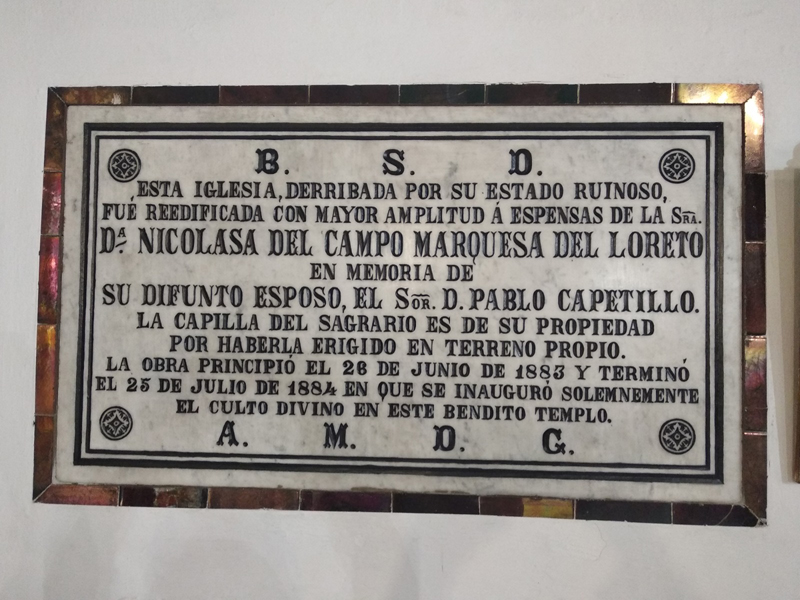 B. S. D.
ESTA IGLESIA, DERRIBADA POR SU ESTADO RUINOSO,
FUÉ REEDIFICADA CON MAYOR AMPLITUD Á ESPENSAS DE LA SRA.
DA. NICOLASA DEL CAMPO MARQUESA DEL LORETO
EN MEMORIA DE
SU DIFUNTO ESPOSO, EL SOR. D. PABLO CAPETILLO.
LA CAPILLA DEL SAGRARIO ES DE SU PROPIEDAD
POR HABERLA ERIGIDO EN TERRENO PROPIO.
LA OBRA PRINCIPIÓ EL 26 DE JUNIO DE 1883 Y TERMINÓ
EL 25 DE JULIO DE 1884 EN QUE SE INAUGURÓ SOLEMNEMENTE
EL CULTO DIVINO EN ESTE BENDITO TEMPLO.
A. M. D. G.